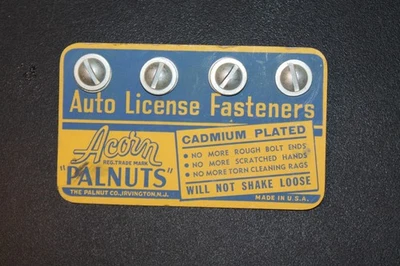 Auto License Fasteners
Acorn
REG. TRADE MARK
"PALNUTS"
THE PALNUT CO., IRVINGTON, N.J.
CADMIUM PLATED
• NO MORE ROUGH BOLT ENDS
• NO MORE SCRATCHED HANDS
• NO MORE TORN CLEANING RAGS
WILL NOT SHAKE LOOSE
MADE IN U.S.A.